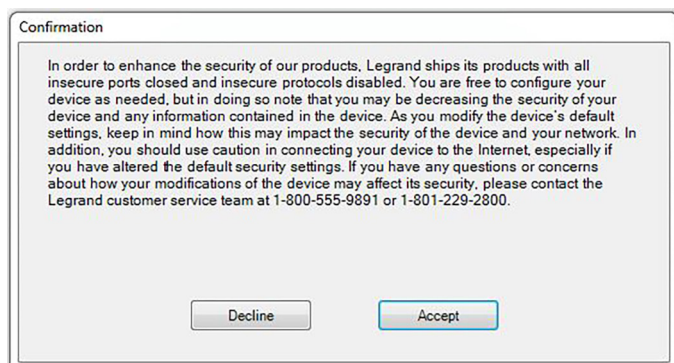 Confirmation
In order to enhance the security of our products, Legrand ships its products with all
insecure ports closed and insecure protocols disabled. You are free to configure your
device as needed, but in doing so note that you may be decreasing the security of your
device and any information contained in the device. As you modify the device's default
settings, keep in mind how this may impact the security of the device and your network. In
addition, you should use caution in connecting your device to the Internet, especially if
you have altered the default security settings. If you have any questions or concerns
about how your modifications of the device may affect its security, please contact the
Legrand customer service team at 1-800-555-9891 or 1-801-229-2800.
Decline Accept